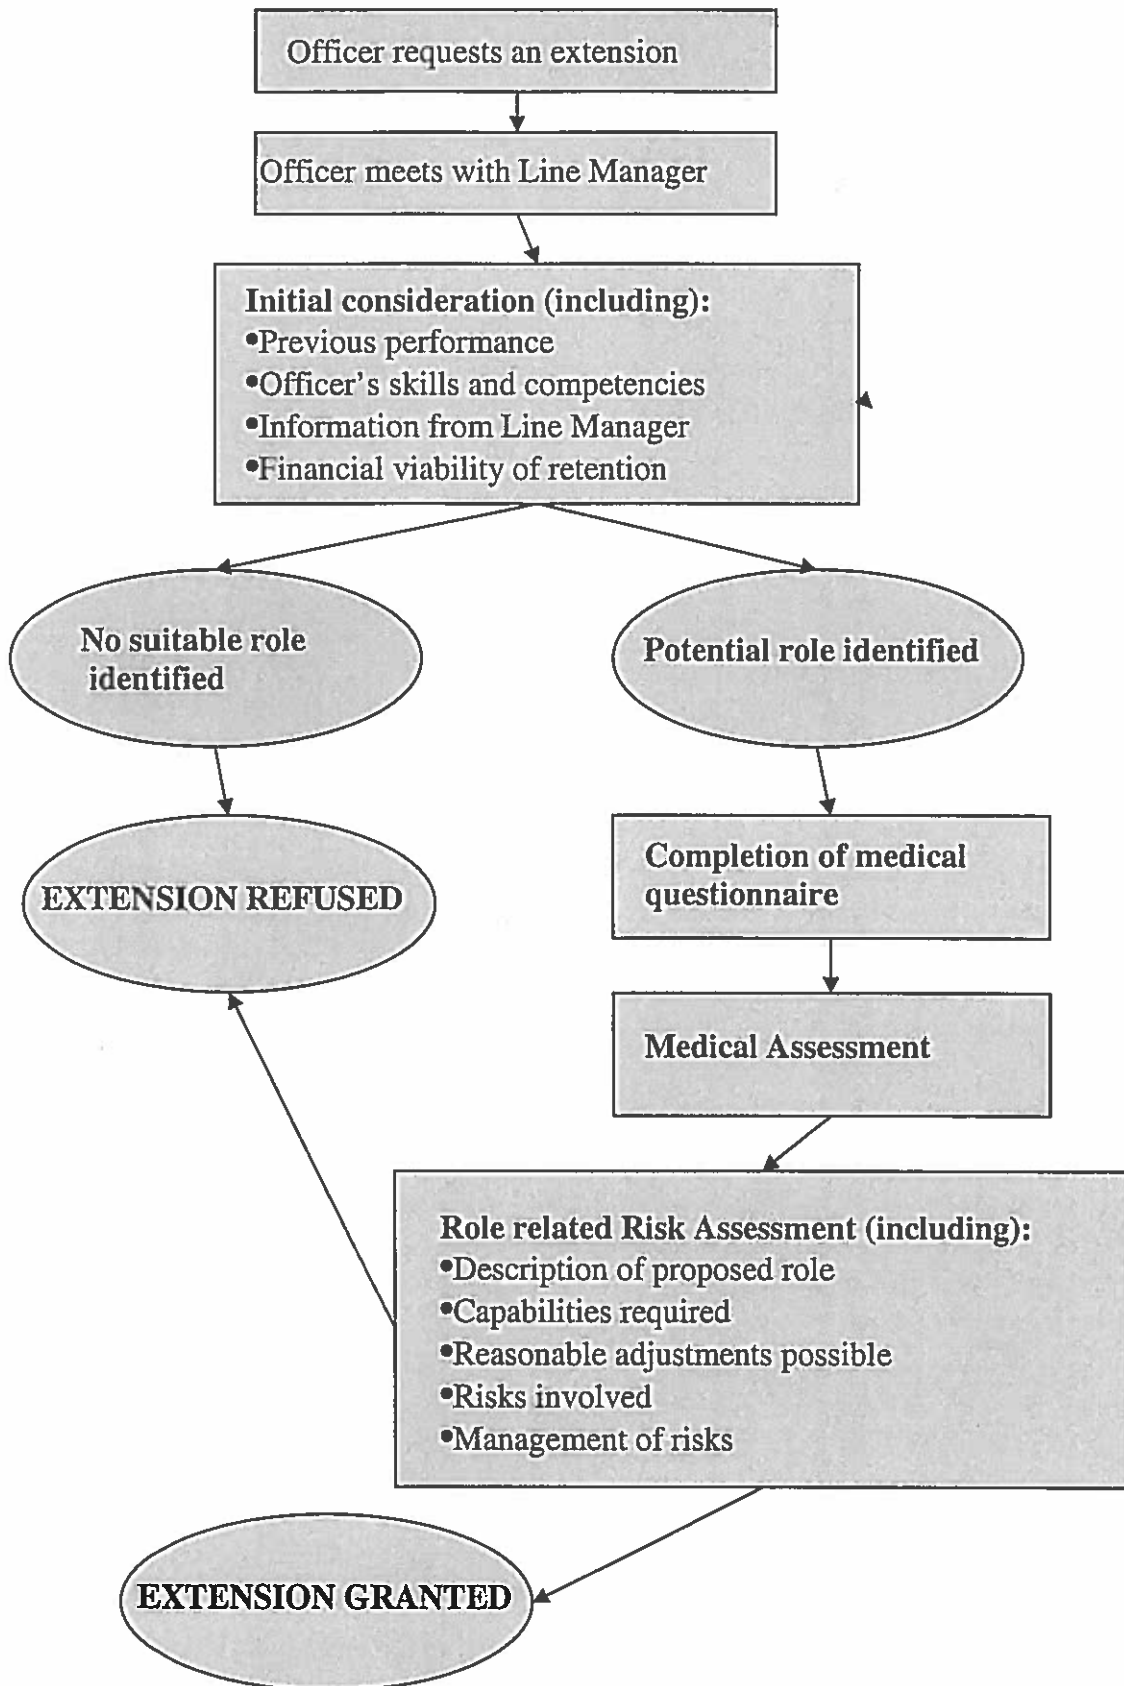 Officer requests an extension
Officer meets with Line Manager
Initial consideration (including):
•Previous performance
•Officer's skills and competencies
•Information from Line Manager
•Financial viability of retention
No suitable role
identified
Potential role identified
EXTENSION REFUSED
Completion of medical
questionnaire
Medical Assessment
Role related Risk Assessment (including):
•Description of proposed role
•Capabilities required
•Reasonable adjustments possible
•Risks involved
•Management of risks
EXTENSION GRANTED